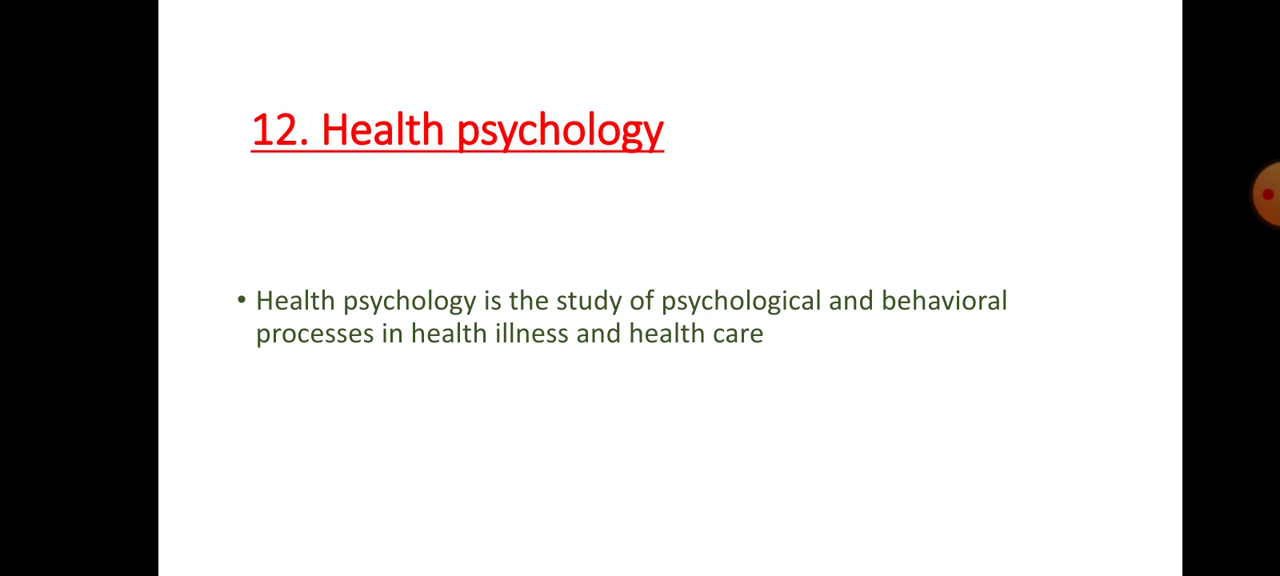 12. Health psychology
• Health psychology is the study of psychological and behavioral
processes in health illness and health care